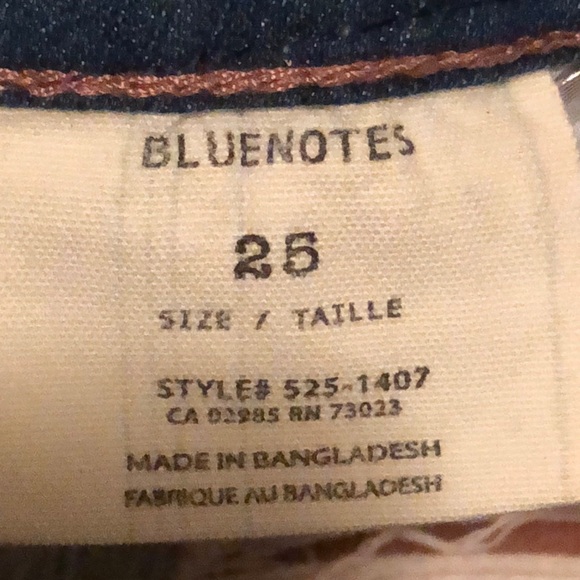 BLUENOTES
25
SIZE / TAILLE
STYLE# 525-1407
CA 02985 RN 73023
MADE IN BANGLADESH
FABRIQUE AU BANGLADESH